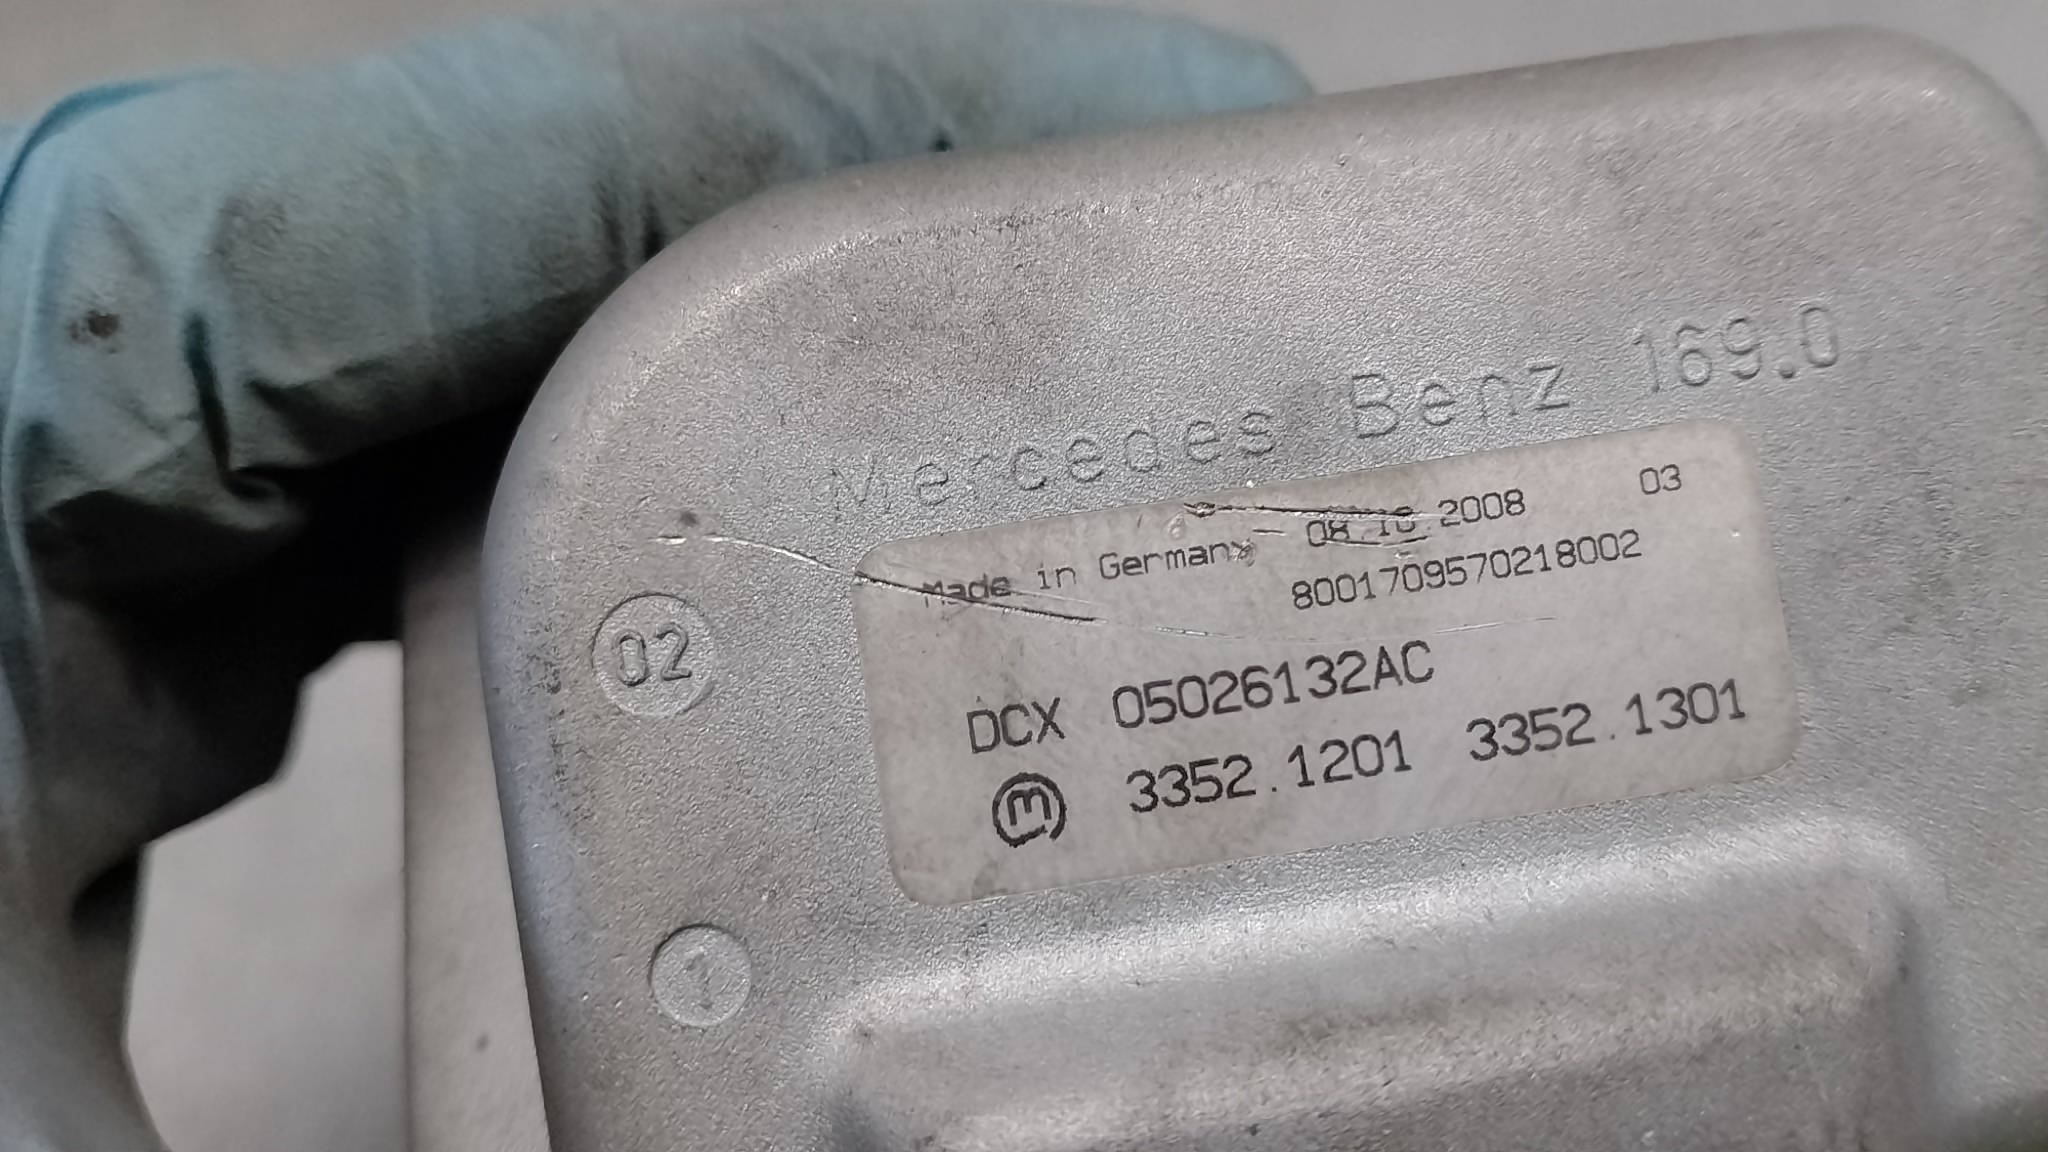 Mercedes Benz 169.0
Made in Germany - 08.10.2008 03
8001709570218002
02
DCX 05026132AC
m 3352.1201 3352.1301
1